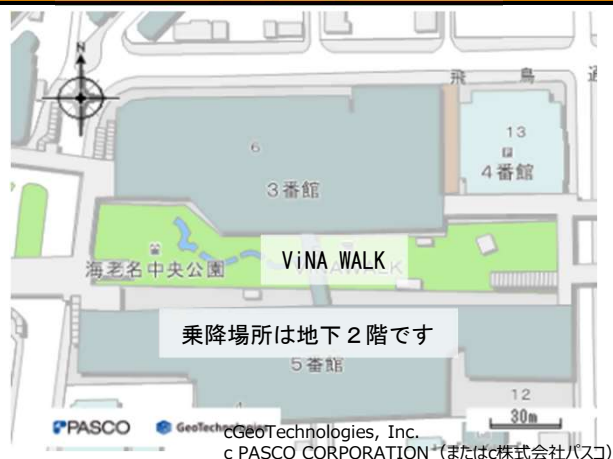 N
飛鳥通
6
13
P
3番館
4番館
ViNA WALK
海老名中央公園
乗降場所は地下２階です
5番館
12
30m
PASCO
GeoTechnologies
cGeoTechnologies, Inc.
c PASCO CORPORATION（またはc株式会社パスコ）